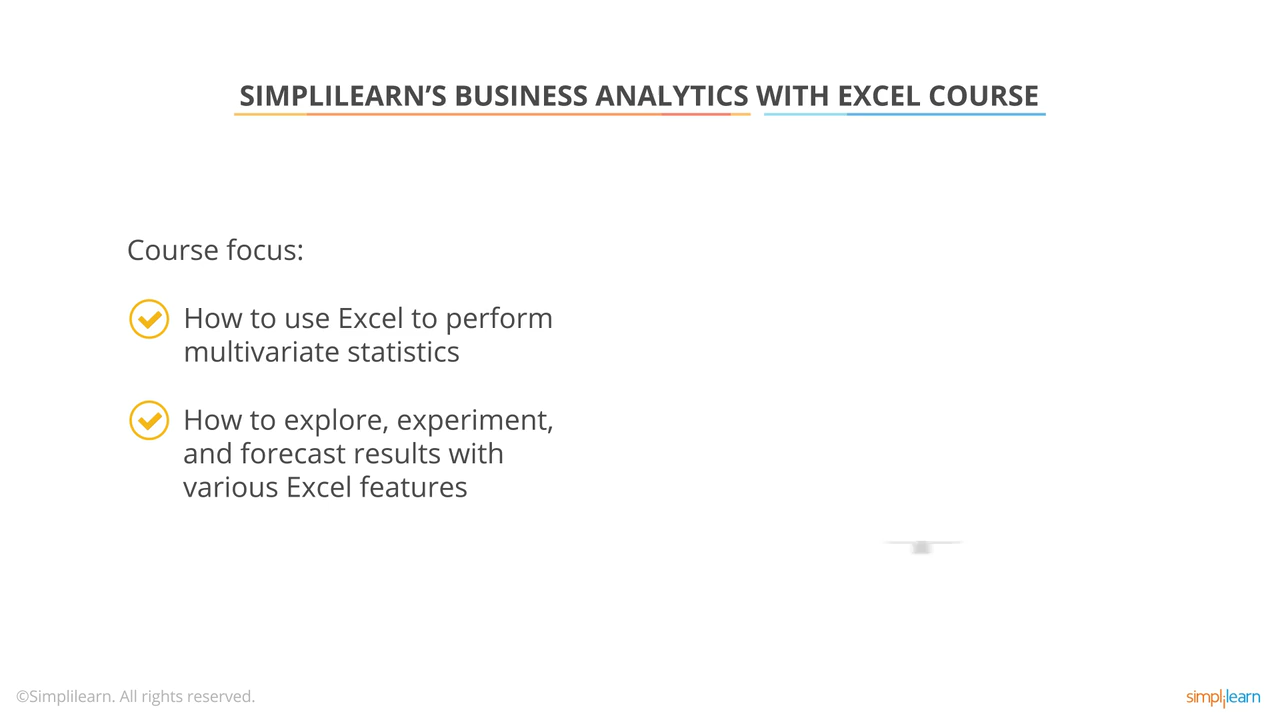 SIMPLILEARN’S BUSINESS ANALYTICS WITH EXCEL COURSE
Course focus:
How to use Excel to perform
multivariate statistics
How to explore, experiment,
and forecast results with
various Excel features
©Simplilearn. All rights reserved.
simplilearn